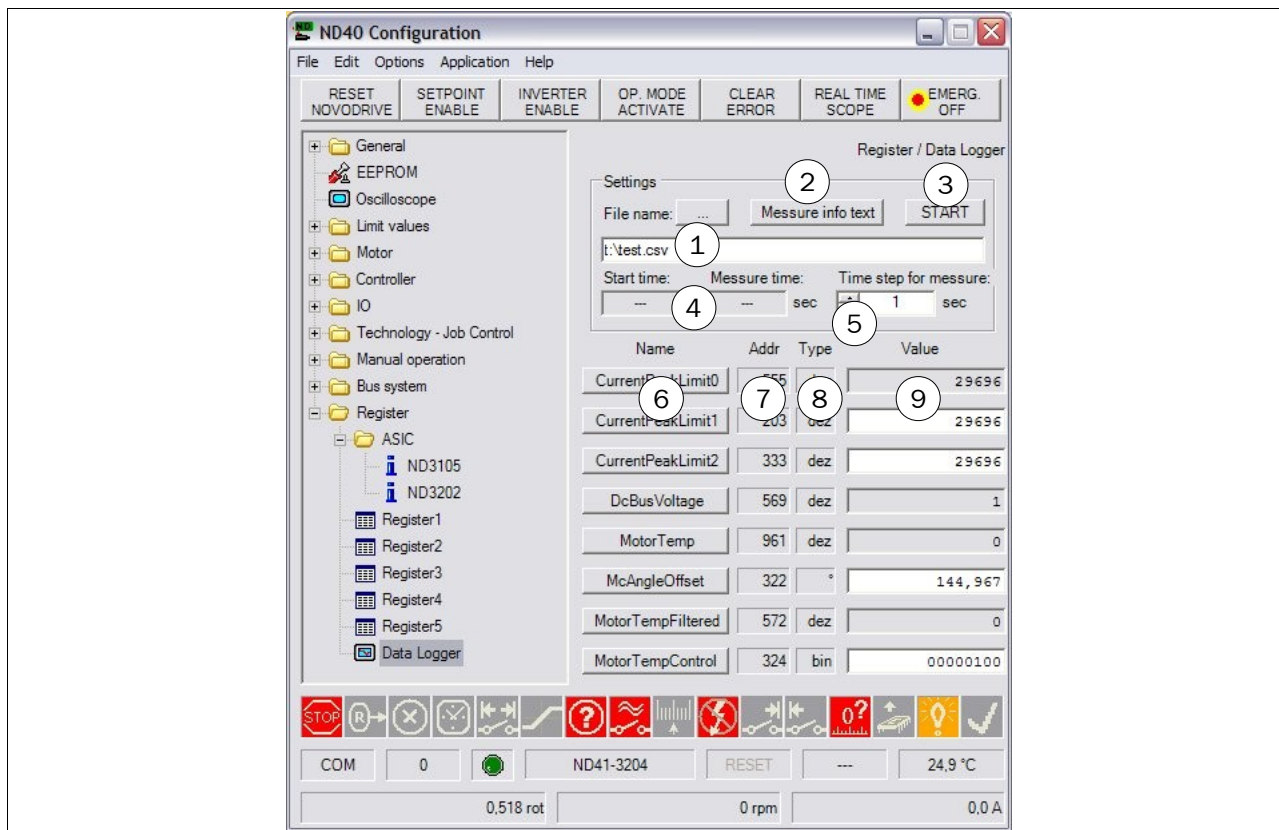 ND40 Configuration
File Edit Options Application Help
RESET NOVODRIVE
SETPOINT ENABLE
INVERTER ENABLE
OP. MODE ACTIVATE
CLEAR ERROR
REAL TIME SCOPE
EMERG. OFF
General
EEPROM
Oscilloscope
Limit values
Motor
Controller
IO
Technology - Job Control
Manual operation
Bus system
Register
ASIC
ND3105
ND3202
Register1
Register2
Register3
Register4
Register5
Data Logger
Register / Data Logger
Settings
2
3
File name: ... Messure info text START
t:\test.csv
1
Start time: Messure time: Time step for messure:
--- --- sec 1 sec
4
5
Name Addr Type Value
CurrentPeakLimit0 29696
6 7 8 9
CurrentPeakLimit1 203 dez 29696
CurrentPeakLimit2 333 dez 29696
DcBusVoltage 569 dez 1
MotorTemp 961 dez 0
McAngleOffset 322 ° 144,967
MotorTempFiltered 572 dez 0
MotorTempControl 324 bin 00000100
STOP R ? 0?
COM 0 ND41-3204 RESET --- 24,9 °C
0,518 rot 0 rpm 0,0 A